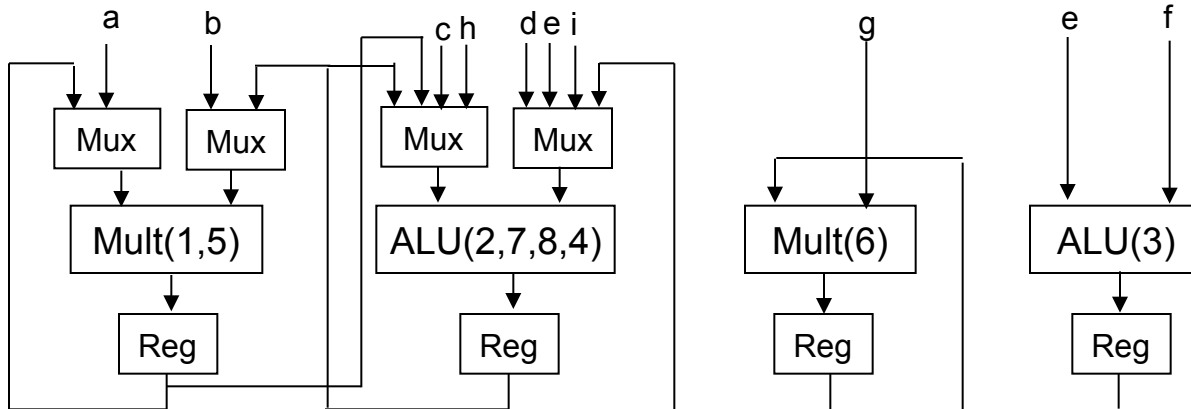 a b c h d e i g e f
Mux Mux Mux Mux
Mult(1,5) ALU(2,7,8,4) Mult(6) ALU(3)
Reg Reg Reg Reg